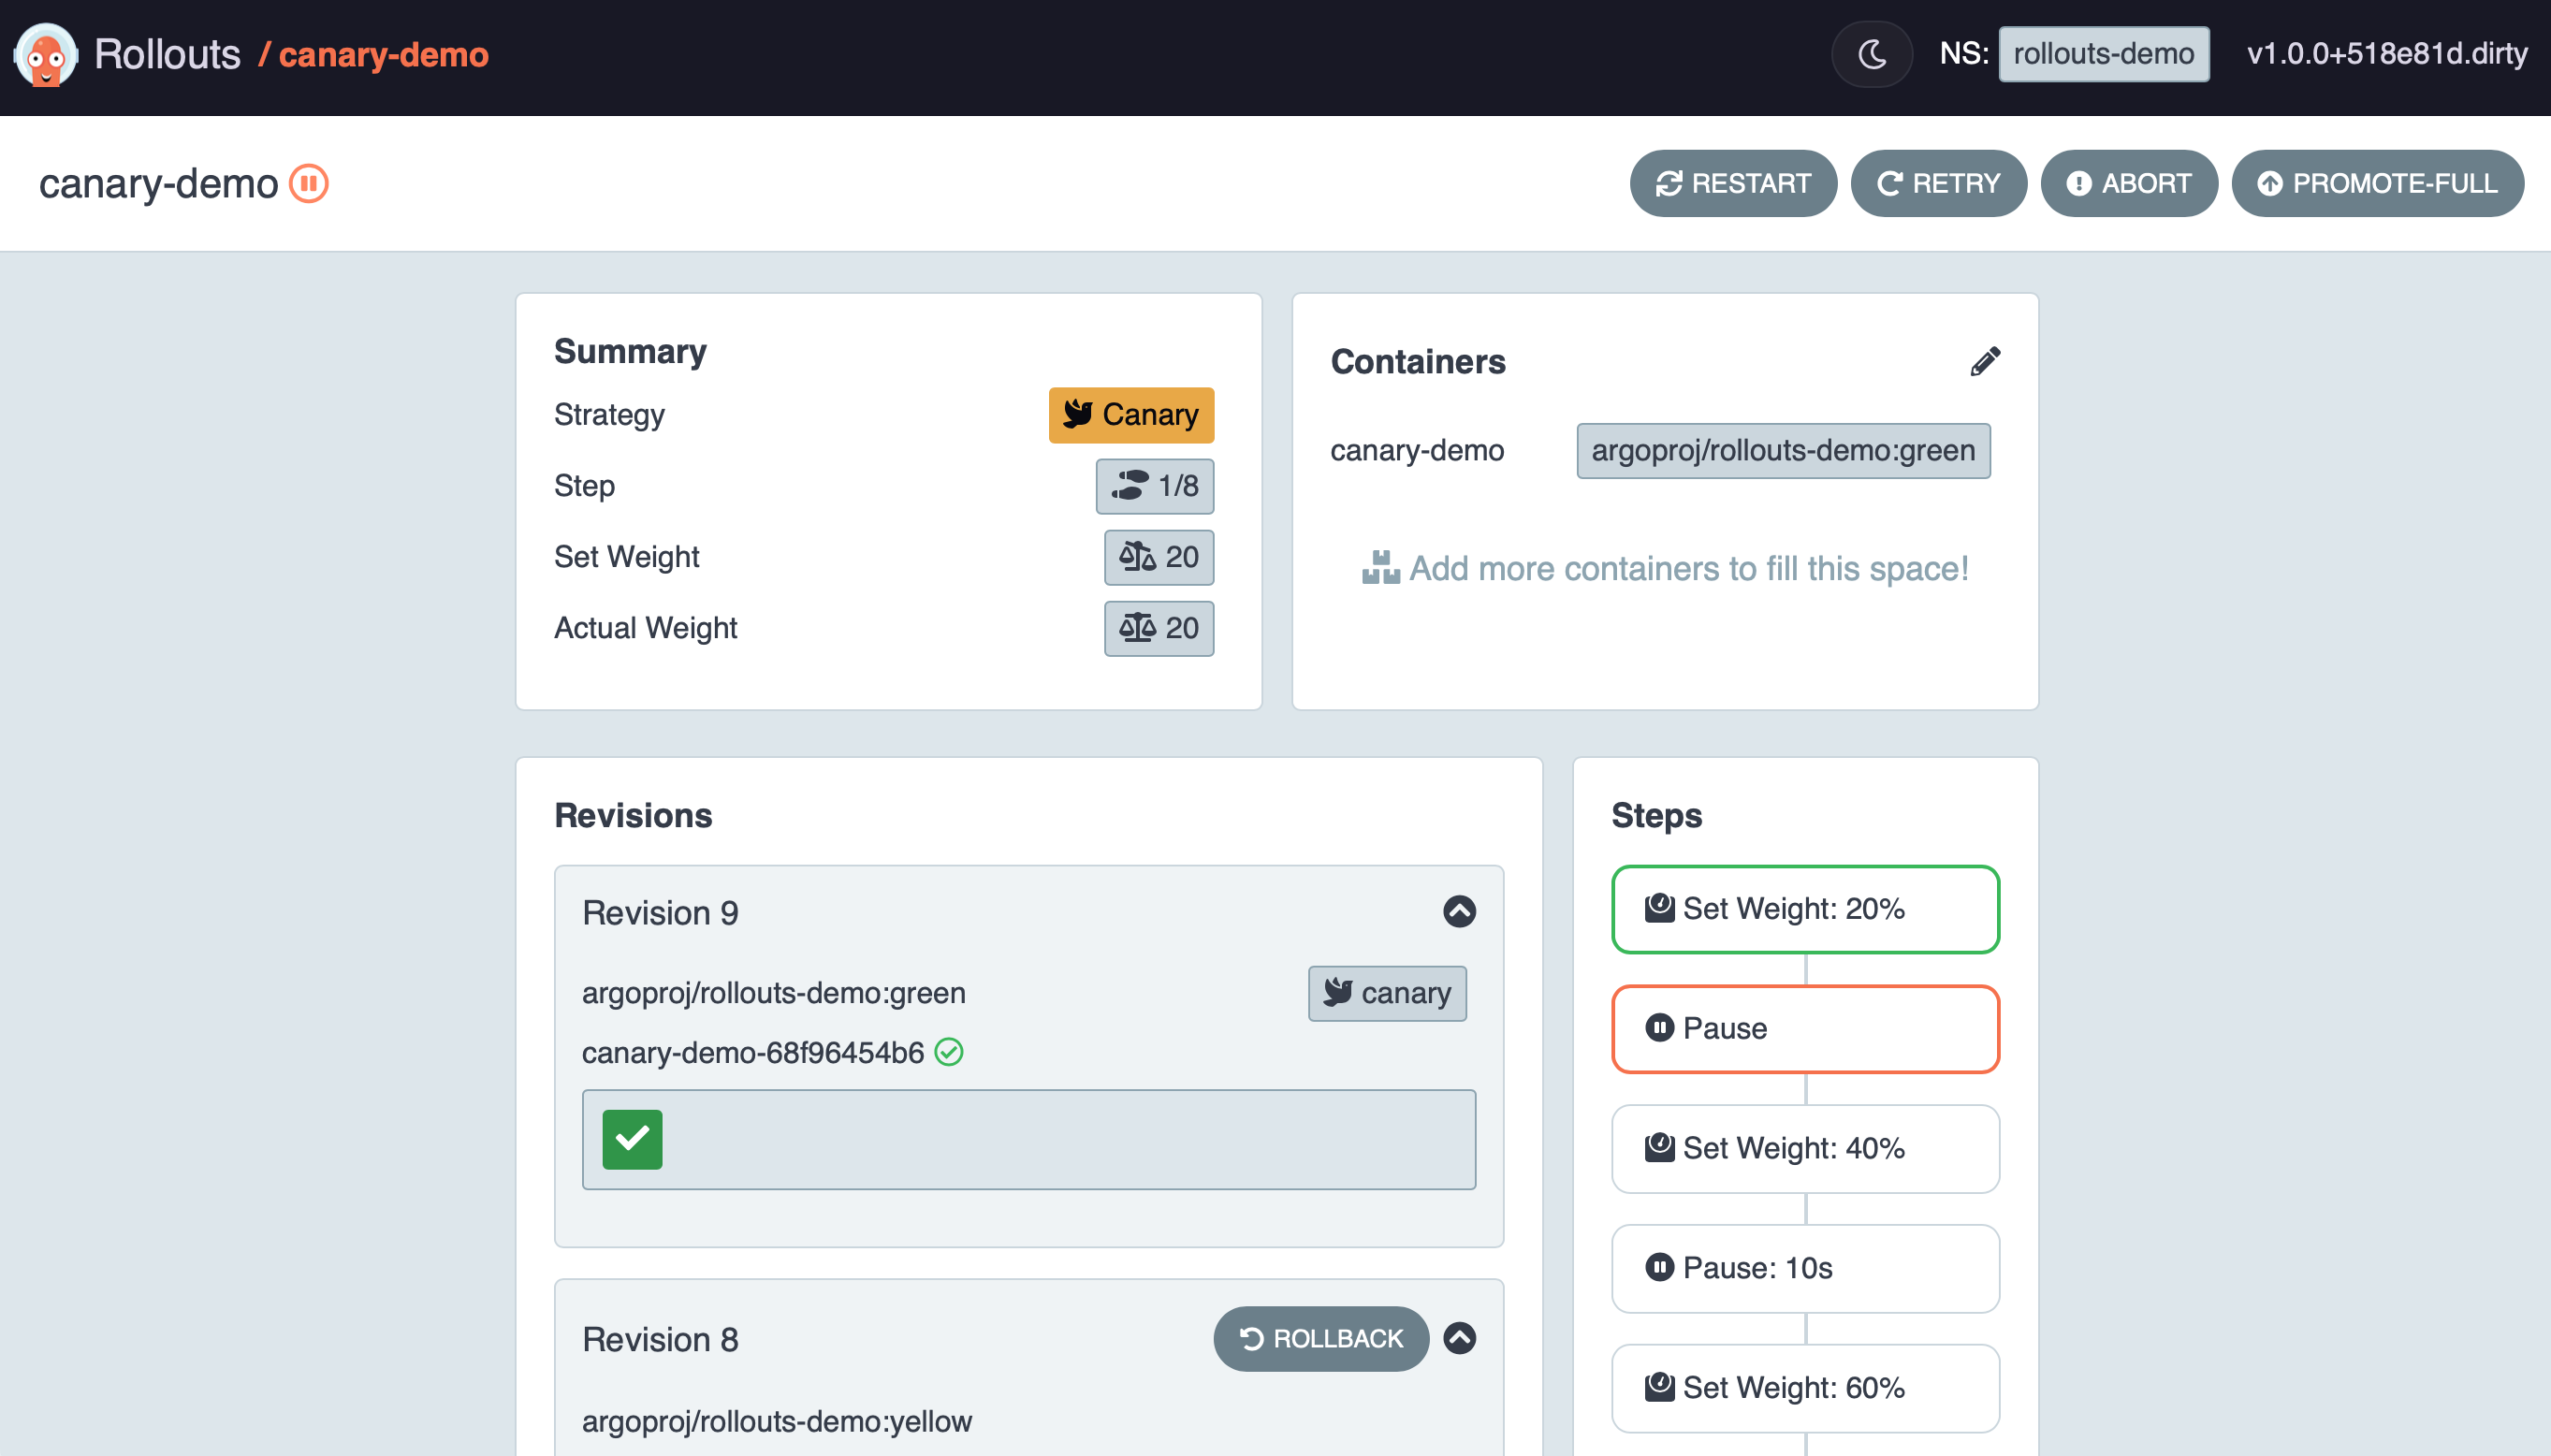 Rollouts / canary-demo
NS: rollouts-demo v1.0.0+518e81d.dirty
canary-demo
RESTART RETRY ABORT PROMOTE-FULL
Summary
Strategy Canary
Step 1/8
Set Weight 20
Actual Weight 20
Containers
canary-demo argoproj/rollouts-demo:green
Add more containers to fill this space!
Revisions
Revision 9
argoproj/rollouts-demo:green canary
canary-demo-68f96454b6
Revision 8 ROLLBACK
argoproj/rollouts-demo:yellow
Steps
Set Weight: 20%
Pause
Set Weight: 40%
Pause: 10s
Set Weight: 60%